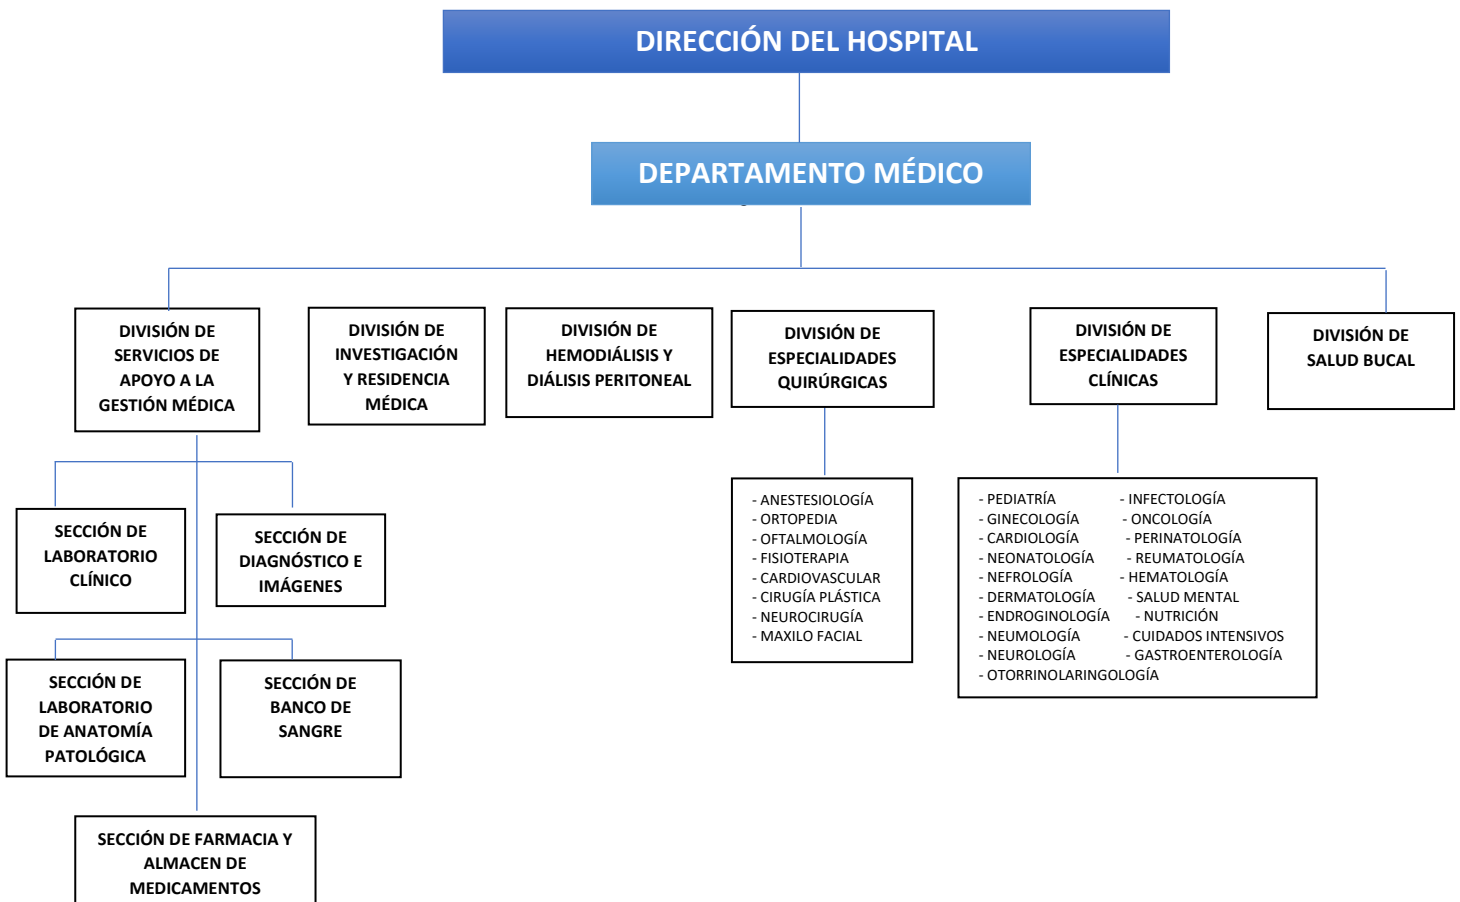 DIRECCIÓN DEL HOSPITAL
DEPARTAMENTO MÉDICO
DIVISIÓN DE
SERVICIOS DE
APOYO A LA
GESTIÓN MÉDICA
DIVISIÓN DE
INVESTIGACIÓN
Y RESIDENCIA
MÉDICA
DIVISIÓN DE
HEMODIÁLISIS Y
DIÁLISIS PERITONEAL
DIVISIÓN DE
ESPECIALIDADES
QUIRÚRGICAS
DIVISIÓN DE
ESPECIALIDADES
CLÍNICAS
DIVISIÓN DE
SALUD BUCAL
SECCIÓN DE
LABORATORIO
CLÍNICO
SECCIÓN DE
DIAGNÓSTICO E
IMÁGENES
- ANESTESIOLOGÍA
- ORTOPEDIA
- OFTALMOLOGÍA
- FISIOTERAPIA
- CARDIOVASCULAR
- CIRUGÍA PLÁSTICA
- NEUROCIRUGÍA
- MAXILO FACIAL
- PEDIATRÍA - INFECTOLOGÍA
- GINECOLOGÍA - ONCOLOGÍA
- CARDIOLOGÍA - PERINATOLOGÍA
- NEONATOLOGÍA - REUMATOLOGÍA
- NEFROLOGÍA - HEMATOLOGÍA
- DERMATOLOGÍA - SALUD MENTAL
- ENDROGINOLOGÍA - NUTRICIÓN
- NEUMOLOGÍA - CUIDADOS INTENSIVOS
- NEUROLOGÍA - GASTROENTEROLOGÍA
- OTORRINOLARINGOLOGÍA
SECCIÓN DE
LABORATORIO
DE ANATOMÍA
PATOLÓGICA
SECCIÓN DE
BANCO DE
SANGRE
SECCIÓN DE FARMACIA Y
ALMACEN DE
MEDICAMENTOS